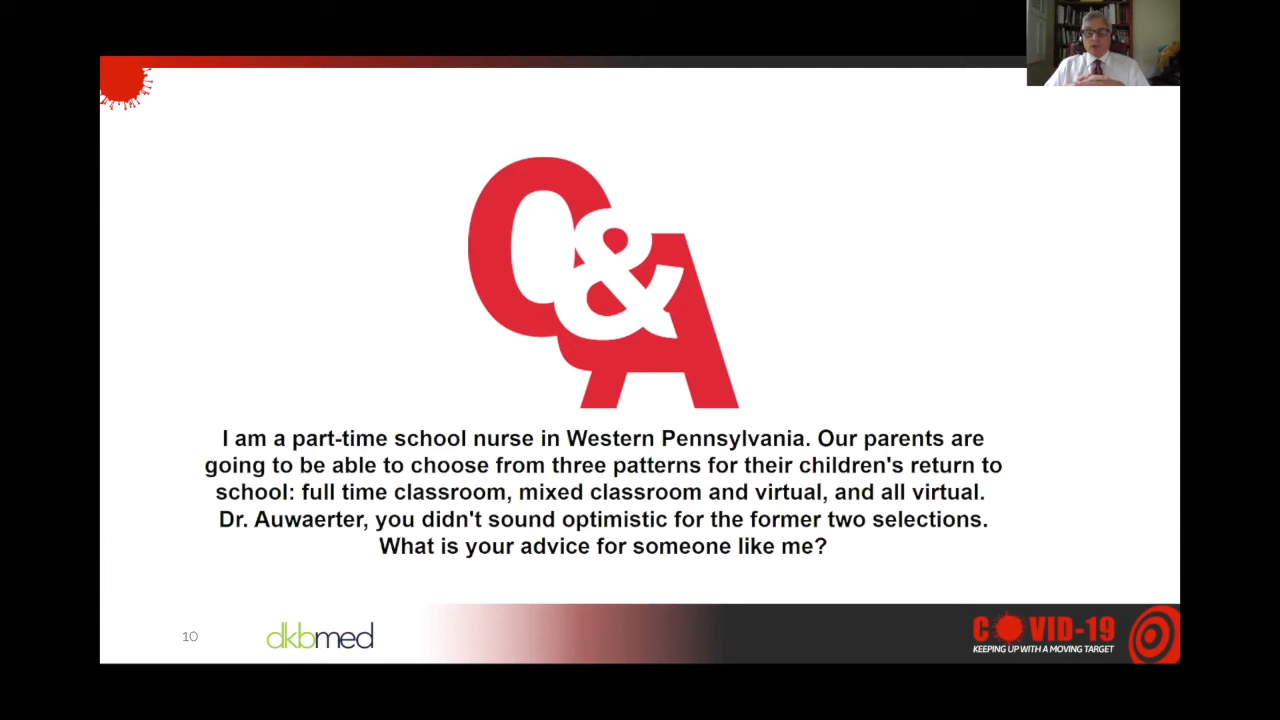 Q&A
I am a part-time school nurse in Western Pennsylvania. Our parents are
going to be able to choose from three patterns for their children's return to
school: full time classroom, mixed classroom and virtual, and all virtual.
Dr. Auwaerter, you didn't sound optimistic for the former two selections.
What is your advice for someone like me?
10
dkbmed
COVID-19
KEEPING UP WITH A MOVING TARGET